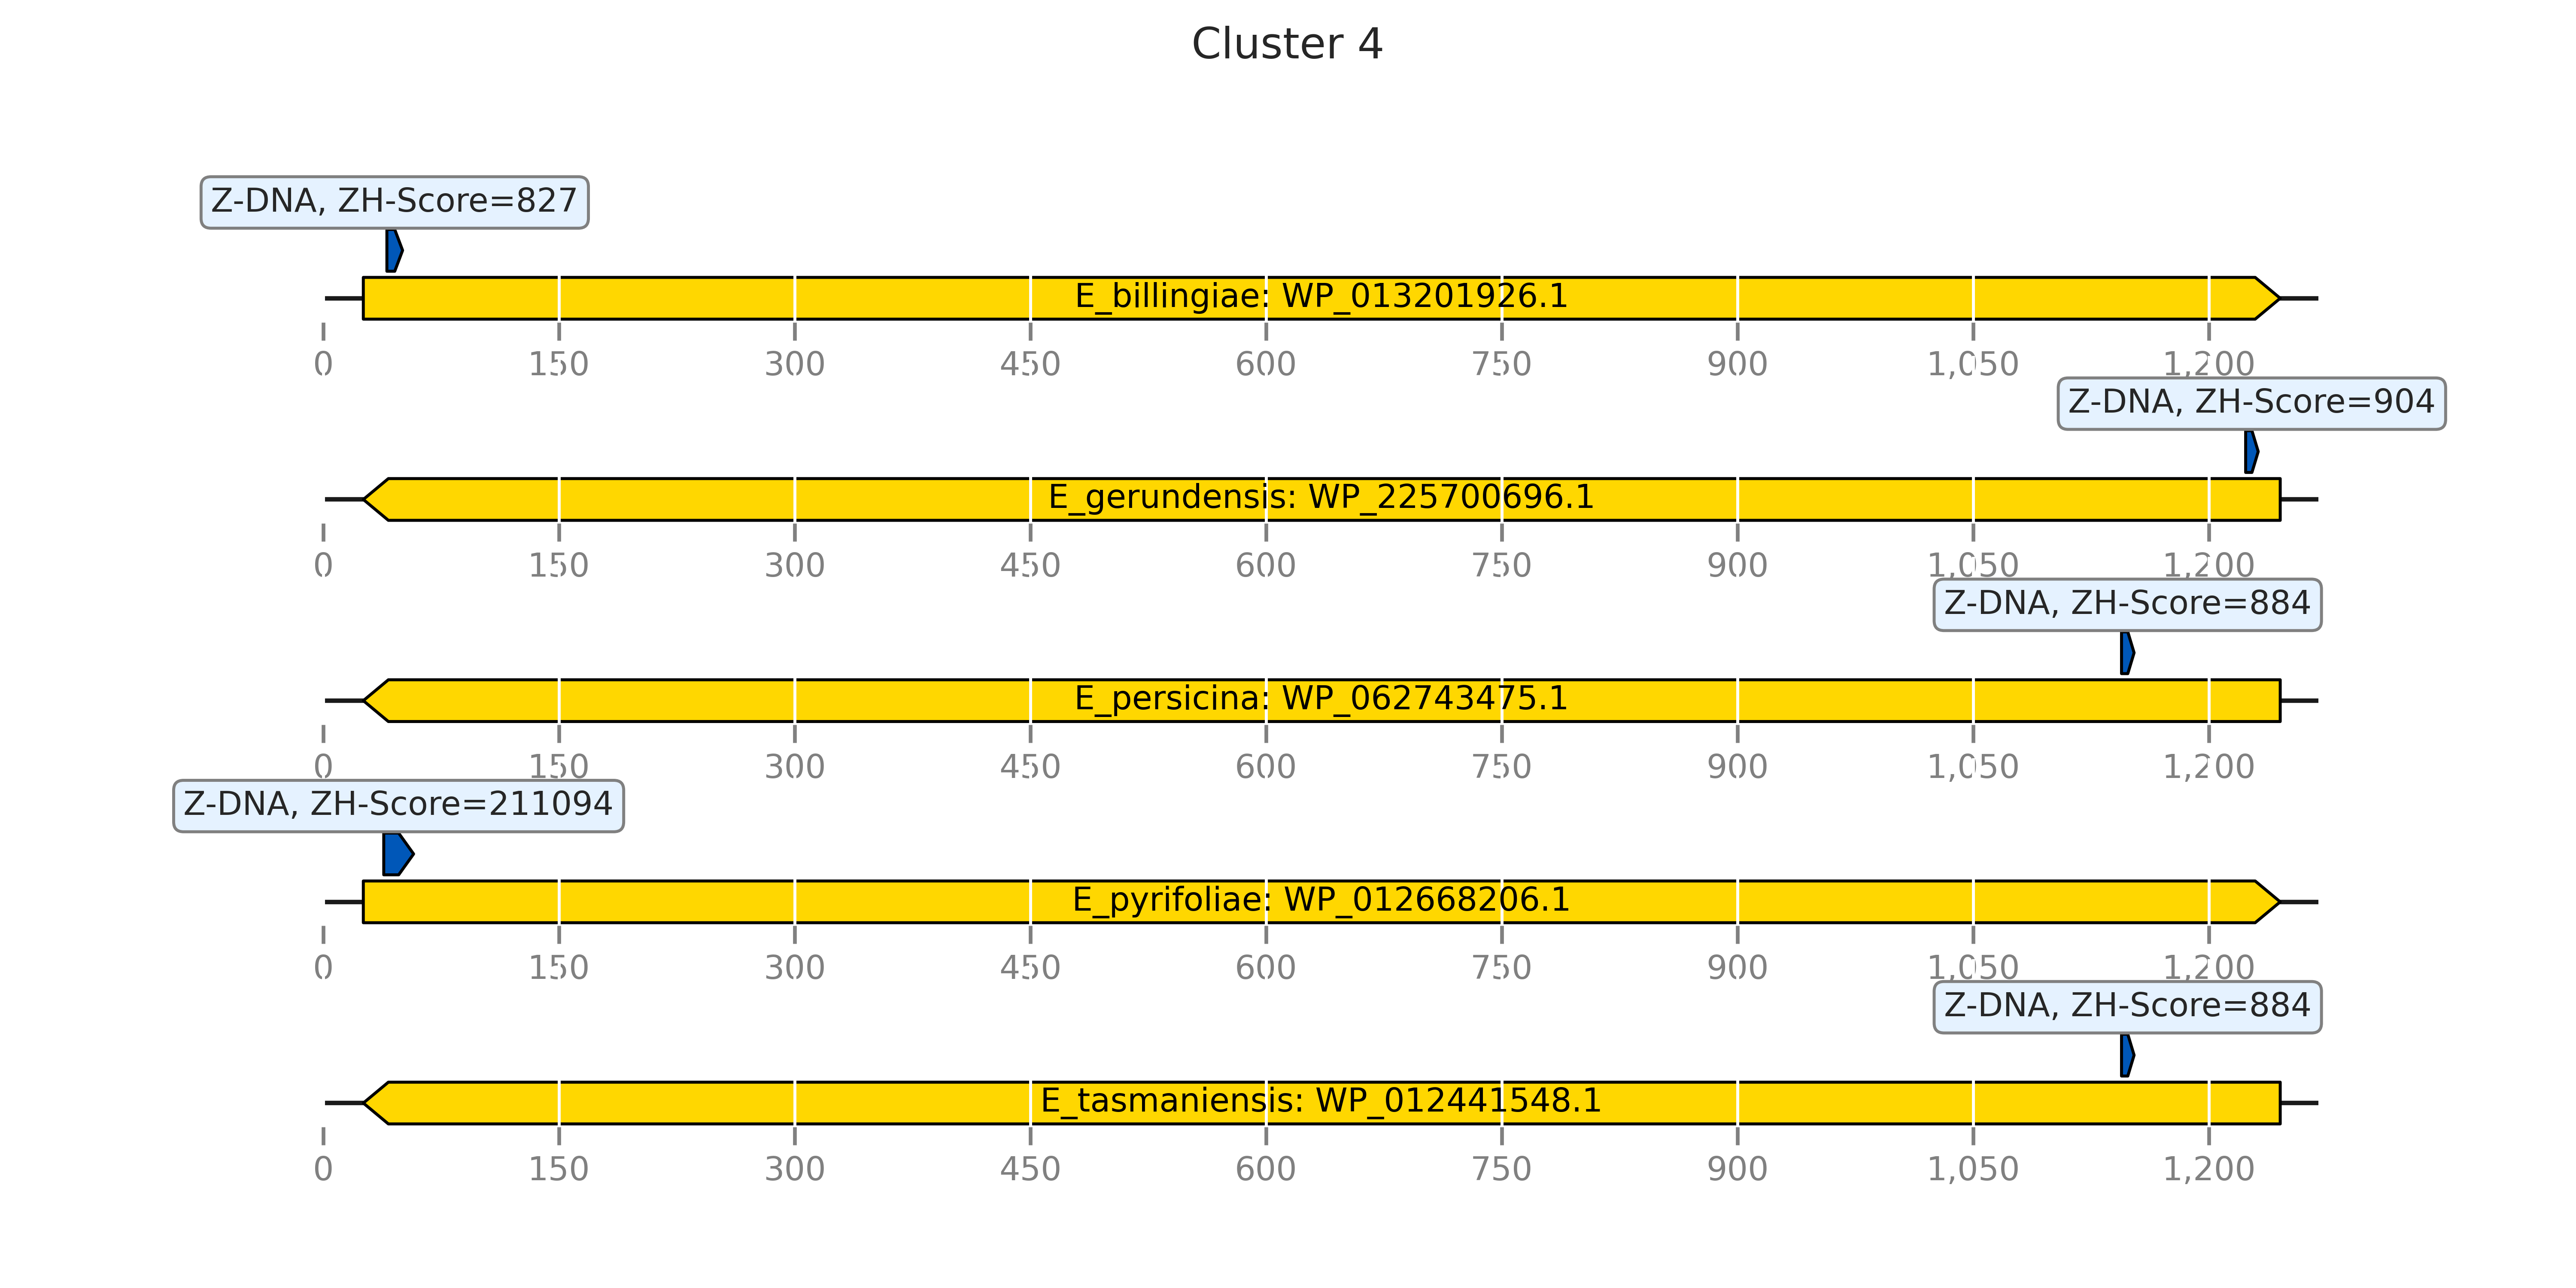 Cluster 4
Z-DNA, ZH-Score=827
E_billingiae: WP_013201926.1
0 150 300 450 600 750 900 1,050 1,200
Z-DNA, ZH-Score=904
E_gerundensis: WP_225700696.1
0 150 300 450 600 750 900 1,050 1,200
Z-DNA, ZH-Score=884
E_persicina: WP_062743475.1
0 150 300 450 600 750 900 1,050 1,200
Z-DNA, ZH-Score=211094
E_pyrifoliae: WP_012668206.1
0 150 300 450 600 750 900 1,050 1,200
Z-DNA, ZH-Score=884
E_tasmaniensis: WP_012441548.1
0 150 300 450 600 750 900 1,050 1,200